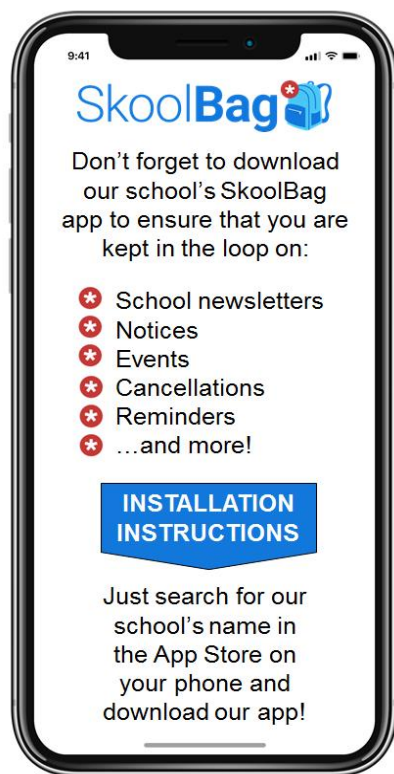 9:41
SkoolBag
Don’t forget to download
our school’s SkoolBag
app to ensure that you are
kept in the loop on:
School newsletters
Notices
Events
Cancellations
Reminders
…and more!
INSTALLATION
INSTRUCTIONS
Just search for our
school’s name in
the App Store on
your phone and
download our app!